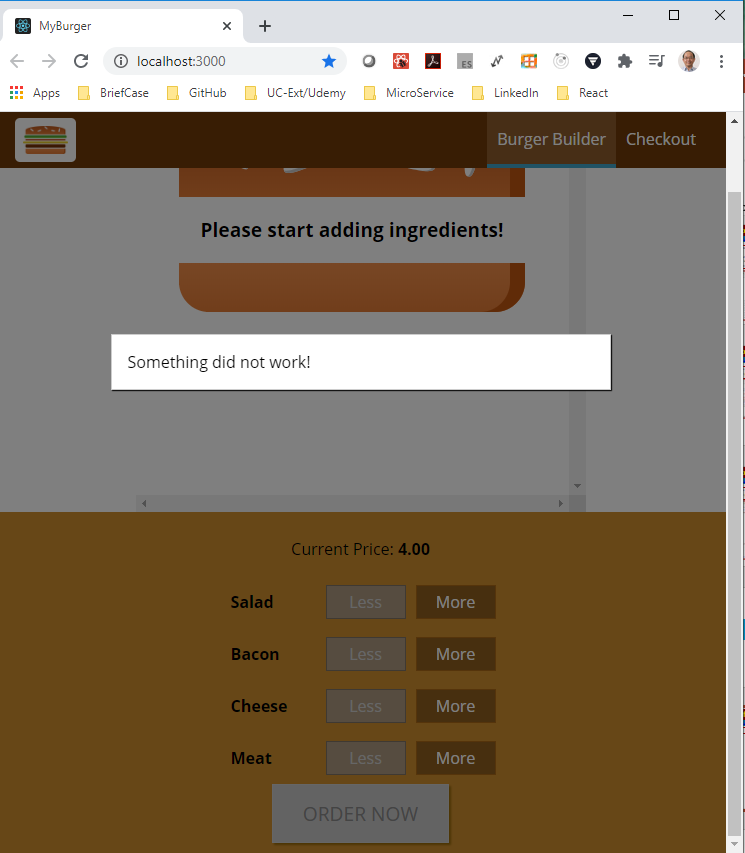 MyBurger
localhost:3000
ES
Apps BriefCase GitHub UC-Ext/Udemy MicroService LinkedIn React
Burger Builder Checkout
Please start adding ingredients!
Something did not work!
Current Price: 4.00
Salad Less More
Bacon Less More
Cheese Less More
Meat Less More
ORDER NOW